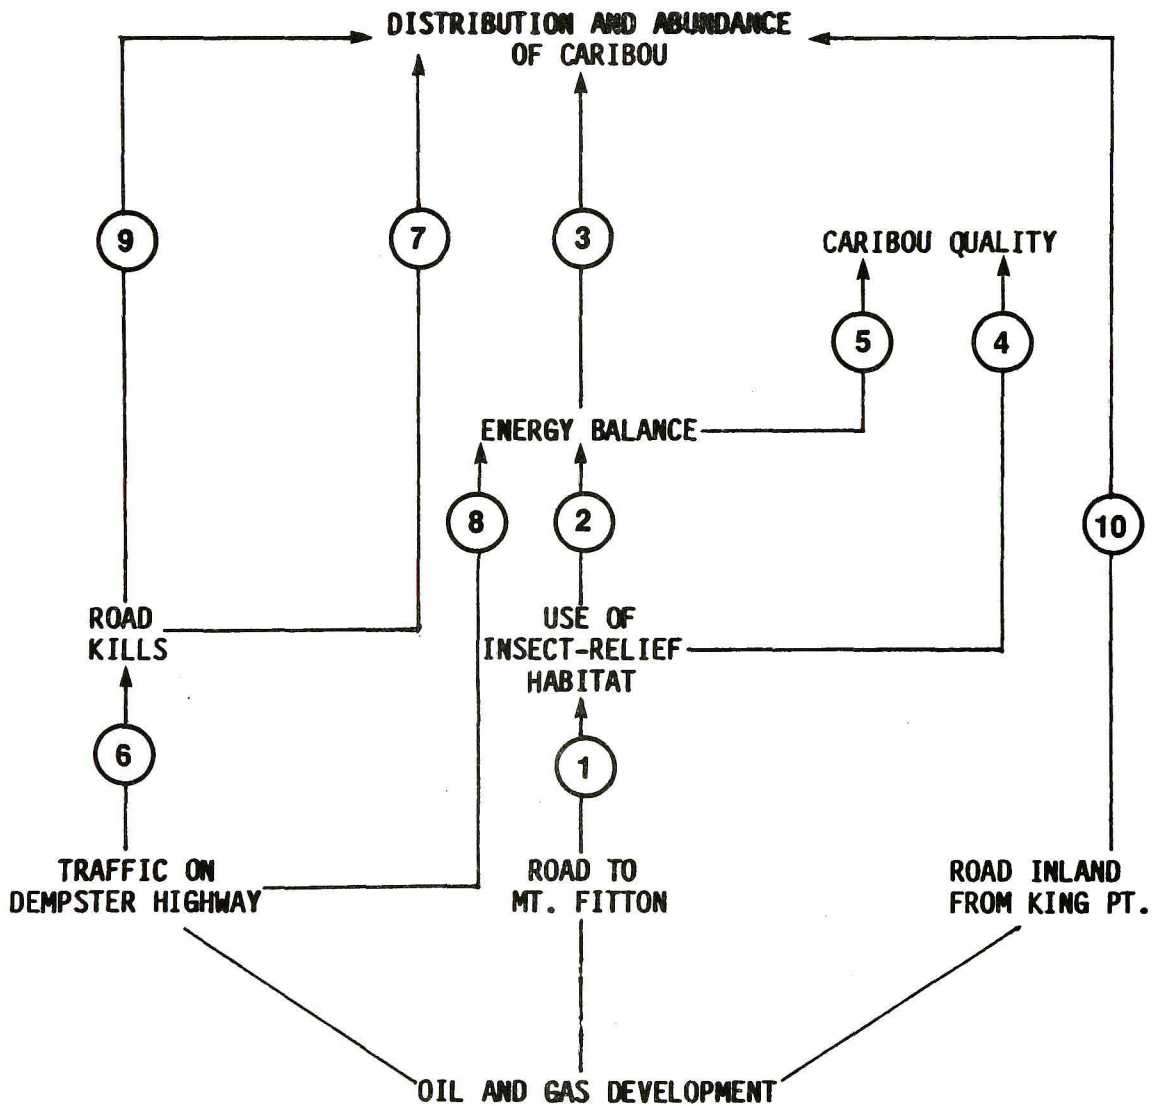 DISTRIBUTION AND ABUNDANCE
OF CARIBOU
9
7
3
CARIBOU QUALITY
5
4
ENERGY BALANCE
8
2
10
ROAD
KILLS
USE OF
INSECT-RELIEF
HABITAT
6
1
TRAFFIC ON
DEMPSTER HIGHWAY
ROAD TO
MT. FITTON
ROAD INLAND
FROM KING PT.
OIL AND GAS DEVELOPMENT